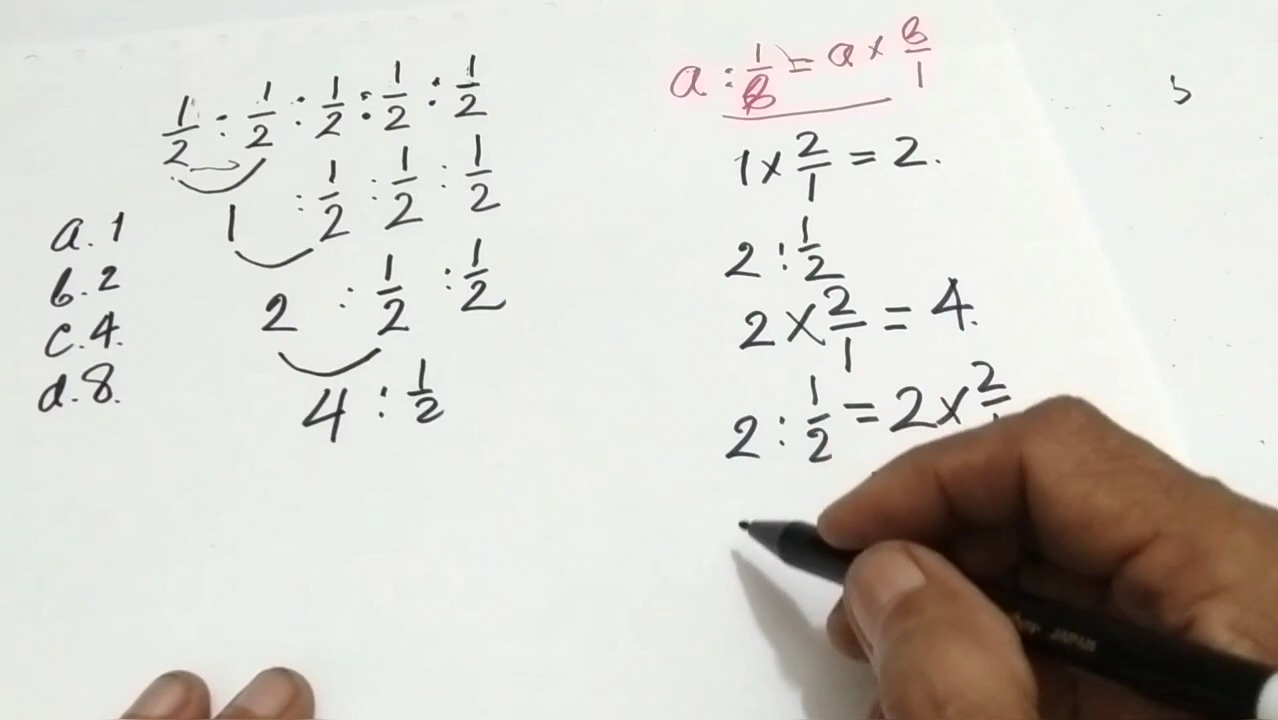 1/2 : 1/2 : 1/2 : 1/2 : 1/2
1 : 1/2 : 1/2 : 1/2
2 : 1/2 : 1/2
4 : 1/2
a. 1
b. 2
c. 4.
d. 8.
a : 1/B = a × B/1
1 × 2/1 = 2.
2 : 1/2
2 × 2/1 = 4.
2 : 1/2 = 2 × 2/
JAPAN